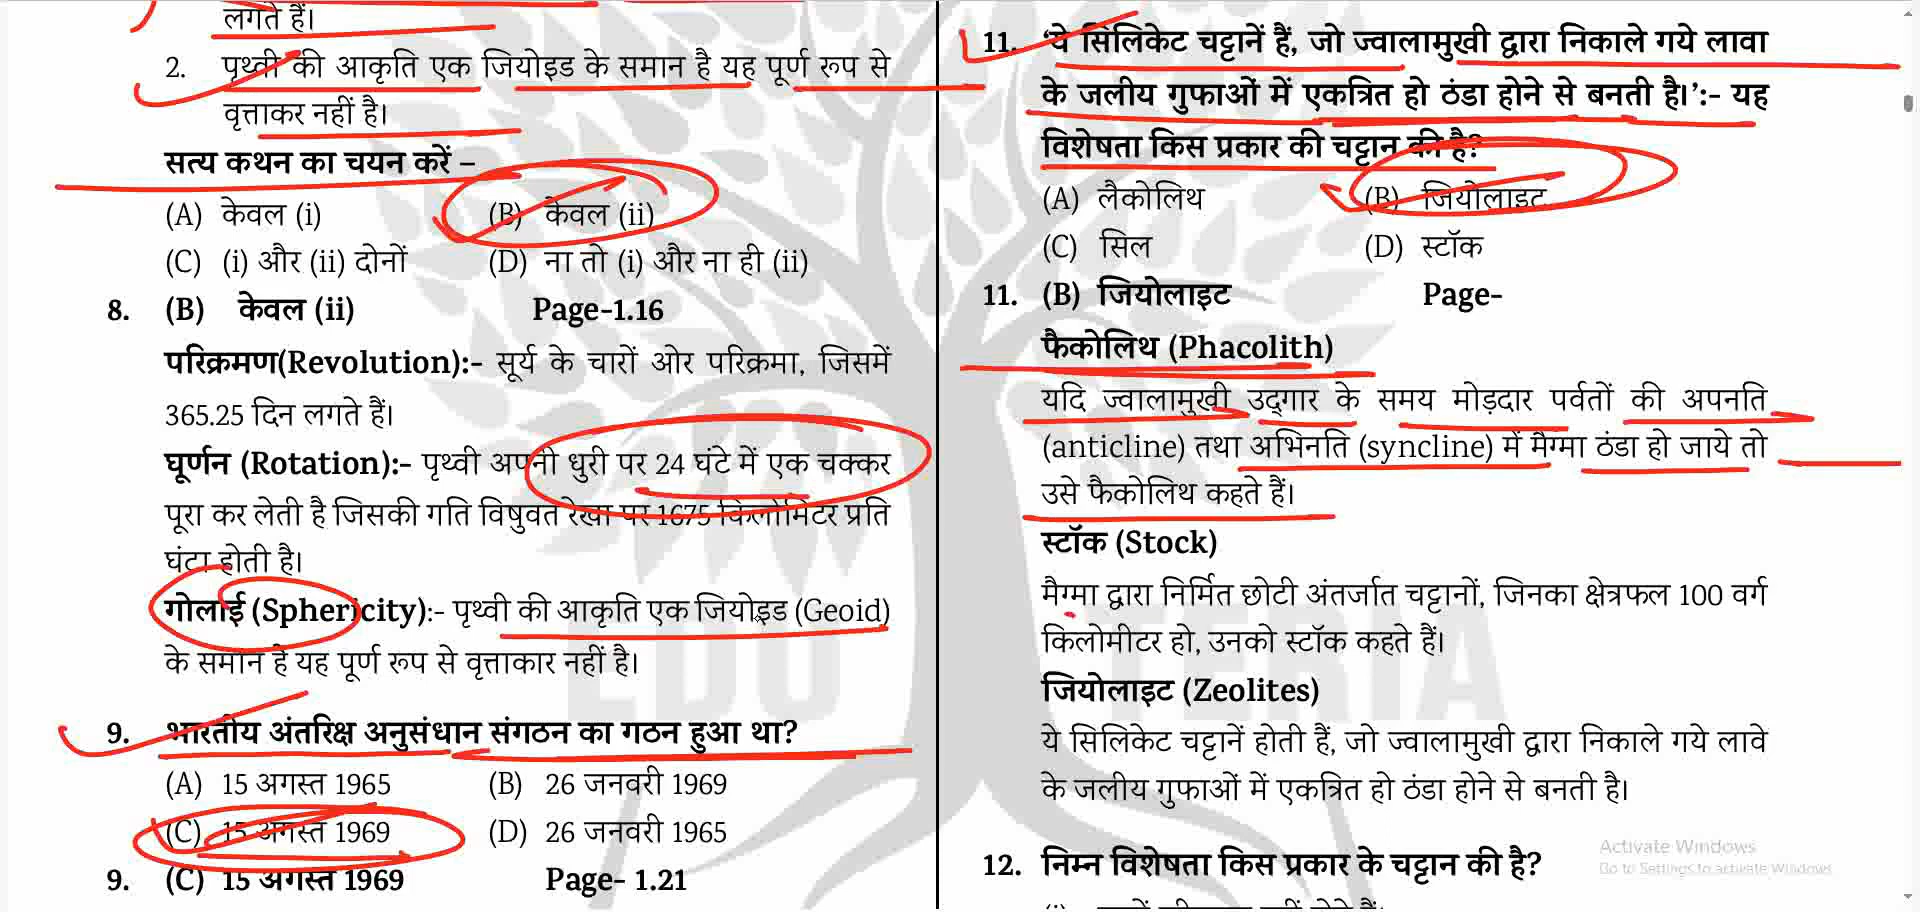 लगते हैं।
2. पृथ्वी की आकृति एक जियोइड के समान है यह पूर्ण रूप से
वृत्ताकर नहीं है।
सत्य कथन का चयन करें –
(A) केवल (i) (B) केवल (ii)
(C) (i) और (ii) दोनों (D) ना तो (i) और ना ही (ii)
8. (B) केवल (ii) Page-1.16
परिक्रमण(Revolution):- सूर्य के चारों ओर परिक्रमा, जिसमें
365.25 दिन लगते हैं।
घूर्णन (Rotation):- पृथ्वी अपनी धुरी पर 24 घंटे में एक चक्कर
पूरा कर लेती है जिसकी गति विषुवत रेखा पर 1675 किलोमिटर प्रति
घंटा होती है।
गोलाई (Sphericity):- पृथ्वी की आकृति एक जियोइड (Geoid)
के समान है यह पूर्ण रूप से वृत्ताकार नहीं है।
9. भारतीय अंतरिक्ष अनुसंधान संगठन का गठन हुआ था?
(A) 15 अगस्त 1965 (B) 26 जनवरी 1969
(C) 15 अगस्त 1969 (D) 26 जनवरी 1965
9. (C) 15 अगस्त 1969 Page- 1.21
11. ‘ये सिलिकेट चट्टानें हैं, जो ज्वालामुखी द्वारा निकाले गये लावा
के जलीय गुफाओं में एकत्रित हो ठंडा होने से बनती है।’:- यह
विशेषता किस प्रकार की चट्टान की है?
(A) लैकोलिथ (B) जियोलाइट
(C) सिल (D) स्टॉक
11. (B) जियोलाइट Page-
फैकोलिथ (Phacolith)
यदि ज्वालामुखी उद्गार के समय मोड़दार पर्वतों की अपनति
(anticline) तथा अभिनति (syncline) में मैग्मा ठंडा हो जाये तो
उसे फैकोलिथ कहते हैं।
स्टॉक (Stock)
मैग्मा द्वारा निर्मित छोटी अंतर्जात चट्टानों, जिनका क्षेत्रफल 100 वर्ग
किलोमीटर हो, उनको स्टॉक कहते हैं।
जियोलाइट (Zeolites)
ये सिलिकेट चट्टानें होती हैं, जो ज्वालामुखी द्वारा निकाले गये लावे
के जलीय गुफाओं में एकत्रित हो ठंडा होने से बनती है।
12. निम्न विशेषता किस प्रकार के चट्टान की है?
EDU TERIA
Activate Windows
Go to Settings to activate Windows.